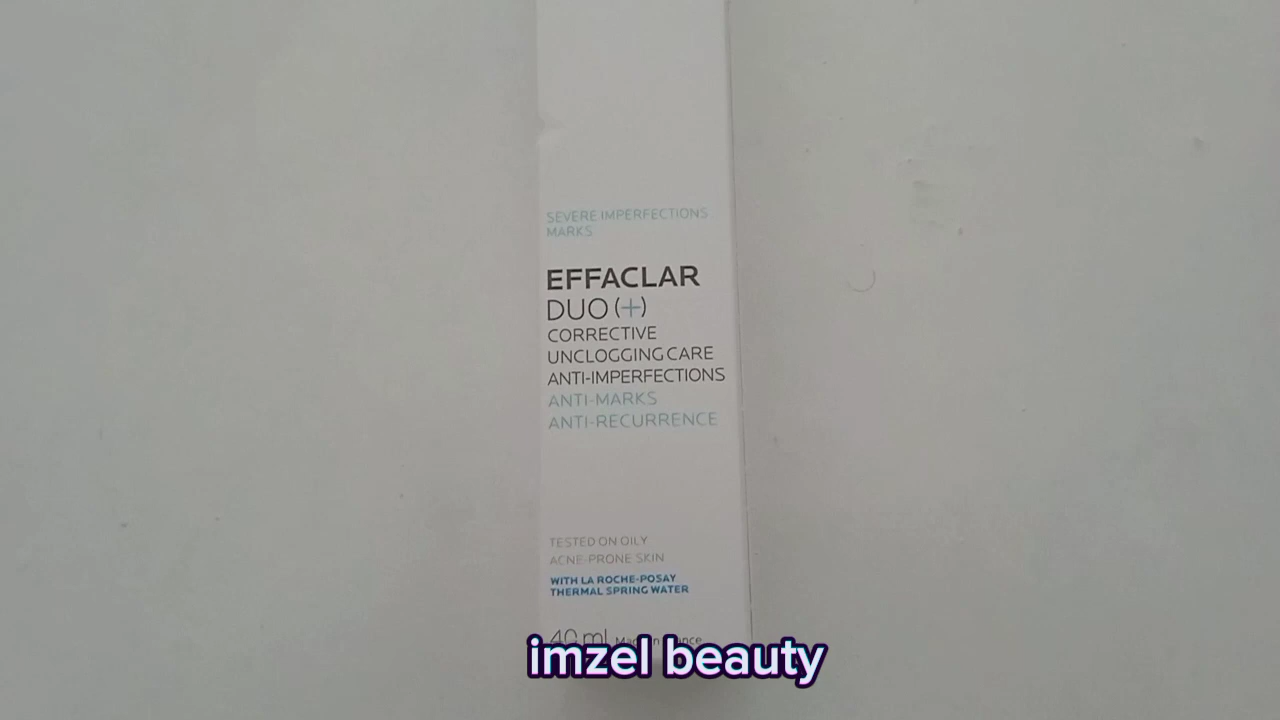 SEVERE IMPERFECTIONS
MARKS
EFFACLAR
DUO (+)
CORRECTIVE
UNCLOGGING CARE
ANTI-IMPERFECTIONS
ANTI-MARKS
ANTI-RECURRENCE
TESTED ON OILY
ACNE-PRONE SKIN
WITH LA ROCHE-POSAY
THERMAL SPRING WATER
40 ml
imzel beauty